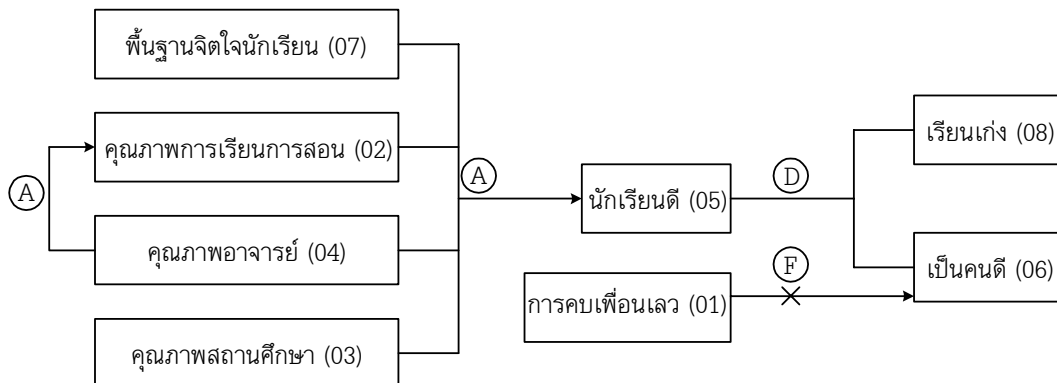 พื้นฐานจิตใจนักเรียน (07)
คุณภาพการเรียนการสอน (02)
เรียนเก่ง (08)
A
A
นักเรียนดี (05)
D
คุณภาพอาจารย์ (04)
เป็นคนดี (06)
F
การคบเพื่อนเลว (01)
คุณภาพสถานศึกษา (03)